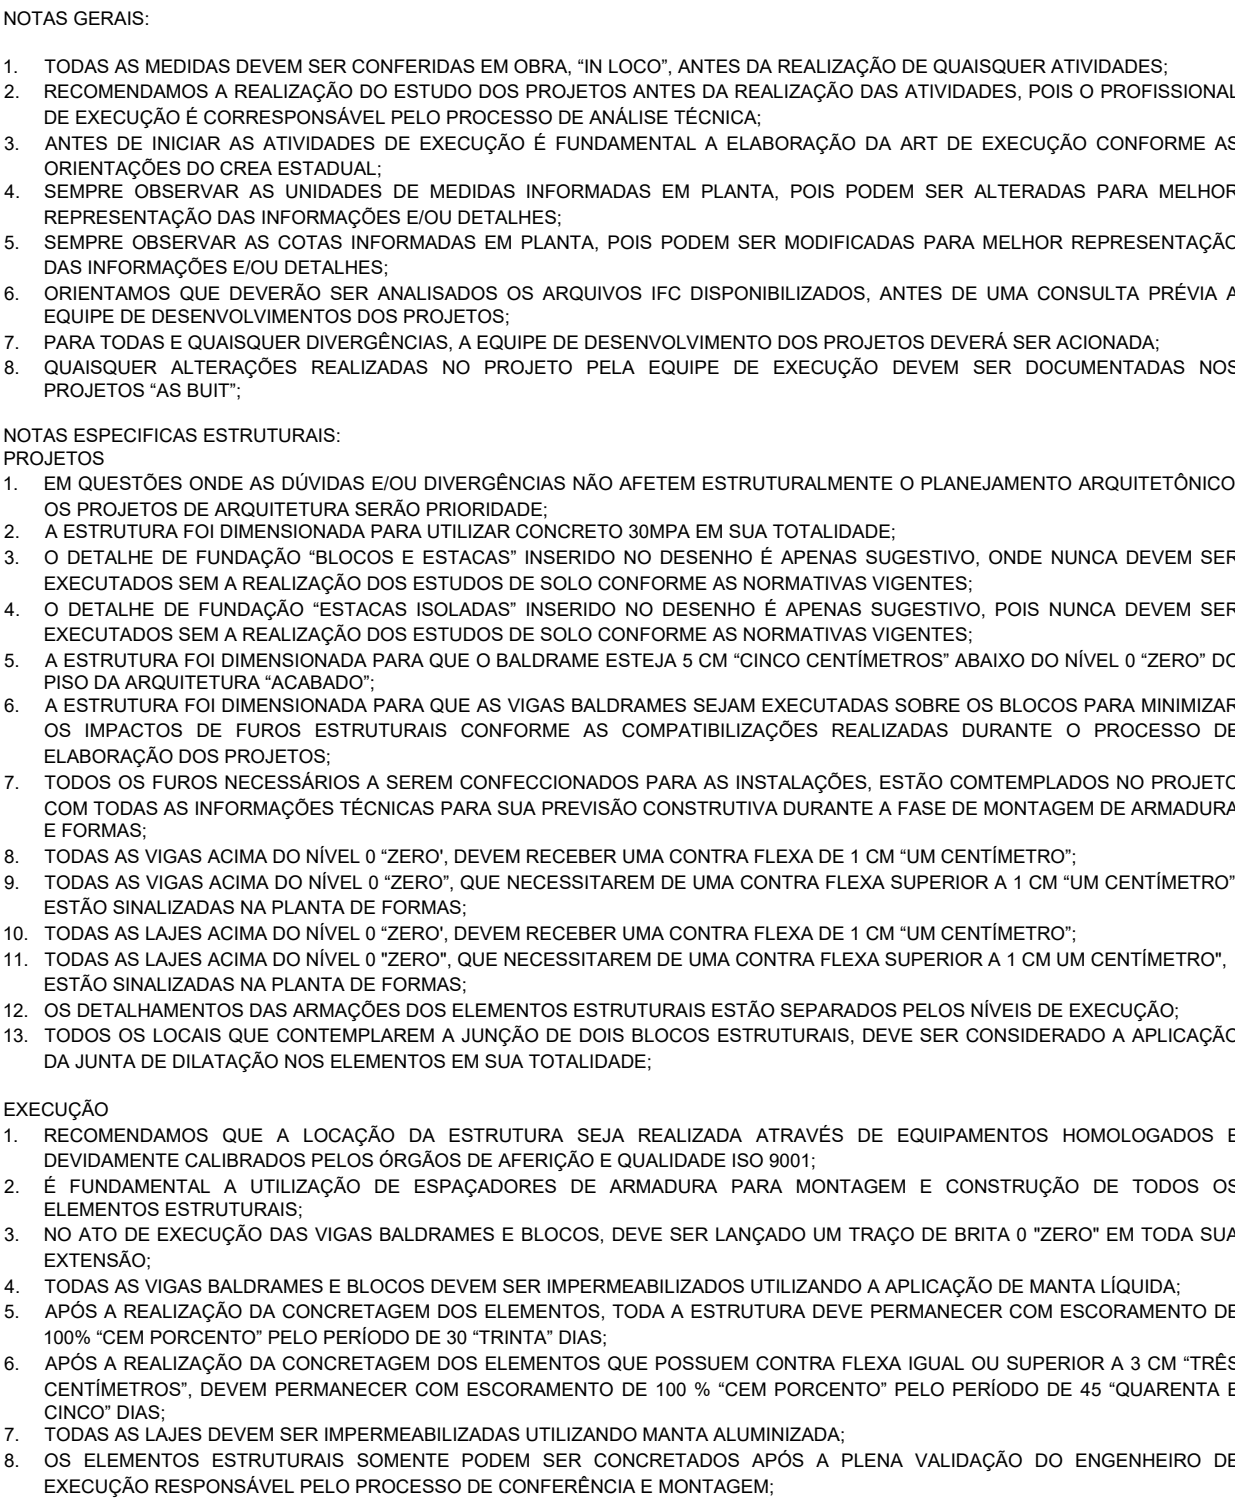 NOTAS GERAIS:
1. TODAS AS MEDIDAS DEVEM SER CONFERIDAS EM OBRA, “IN LOCO”, ANTES DA REALIZAÇÃO DE QUAISQUER ATIVIDADES;
2. RECOMENDAMOS A REALIZAÇÃO DO ESTUDO DOS PROJETOS ANTES DA REALIZAÇÃO DAS ATIVIDADES, POIS O PROFISSIONAL
DE EXECUÇÃO É CORRESPONSÁVEL PELO PROCESSO DE ANÁLISE TÉCNICA;
3. ANTES DE INICIAR AS ATIVIDADES DE EXECUÇÃO É FUNDAMENTAL A ELABORAÇÃO DA ART DE EXECUÇÃO CONFORME AS
ORIENTAÇÕES DO CREA ESTADUAL;
4. SEMPRE OBSERVAR AS UNIDADES DE MEDIDAS INFORMADAS EM PLANTA, POIS PODEM SER ALTERADAS PARA MELHOR
REPRESENTAÇÃO DAS INFORMAÇÕES E/OU DETALHES;
5. SEMPRE OBSERVAR AS COTAS INFORMADAS EM PLANTA, POIS PODEM SER MODIFICADAS PARA MELHOR REPRESENTAÇÃO
DAS INFORMAÇÕES E/OU DETALHES;
6. ORIENTAMOS QUE DEVERÃO SER ANALISADOS OS ARQUIVOS IFC DISPONIBILIZADOS, ANTES DE UMA CONSULTA PRÉVIA A
EQUIPE DE DESENVOLVIMENTOS DOS PROJETOS;
7. PARA TODAS E QUAISQUER DIVERGÊNCIAS, A EQUIPE DE DESENVOLVIMENTO DOS PROJETOS DEVERÁ SER ACIONADA;
8. QUAISQUER ALTERAÇÕES REALIZADAS NO PROJETO PELA EQUIPE DE EXECUÇÃO DEVEM SER DOCUMENTADAS NOS
PROJETOS “AS BUIT”;
NOTAS ESPECIFICAS ESTRUTURAIS:
PROJETOS
1. EM QUESTÕES ONDE AS DÚVIDAS E/OU DIVERGÊNCIAS NÃO AFETEM ESTRUTURALMENTE O PLANEJAMENTO ARQUITETÔNICO
OS PROJETOS DE ARQUITETURA SERÃO PRIORIDADE;
2. A ESTRUTURA FOI DIMENSIONADA PARA UTILIZAR CONCRETO 30MPA EM SUA TOTALIDADE;
3. O DETALHE DE FUNDAÇÃO “BLOCOS E ESTACAS” INSERIDO NO DESENHO É APENAS SUGESTIVO, ONDE NUNCA DEVEM SER
EXECUTADOS SEM A REALIZAÇÃO DOS ESTUDOS DE SOLO CONFORME AS NORMATIVAS VIGENTES;
4. O DETALHE DE FUNDAÇÃO “ESTACAS ISOLADAS” INSERIDO NO DESENHO É APENAS SUGESTIVO, POIS NUNCA DEVEM SER
EXECUTADOS SEM A REALIZAÇÃO DOS ESTUDOS DE SOLO CONFORME AS NORMATIVAS VIGENTES;
5. A ESTRUTURA FOI DIMENSIONADA PARA QUE O BALDRAME ESTEJA 5 CM “CINCO CENTÍMETROS” ABAIXO DO NÍVEL 0 “ZERO” DO
PISO DA ARQUITETURA “ACABADO”;
6. A ESTRUTURA FOI DIMENSIONADA PARA QUE AS VIGAS BALDRAMES SEJAM EXECUTADAS SOBRE OS BLOCOS PARA MINIMIZAR
OS IMPACTOS DE FUROS ESTRUTURAIS CONFORME AS COMPATIBILIZAÇÕES REALIZADAS DURANTE O PROCESSO DE
ELABORAÇÃO DOS PROJETOS;
7. TODOS OS FUROS NECESSÁRIOS A SEREM CONFECCIONADOS PARA AS INSTALAÇÕES, ESTÃO COMTEMPLADOS NO PROJETO
COM TODAS AS INFORMAÇÕES TÉCNICAS PARA SUA PREVISÃO CONSTRUTIVA DURANTE A FASE DE MONTAGEM DE ARMADURA
E FORMAS;
8. TODAS AS VIGAS ACIMA DO NÍVEL 0 “ZERO', DEVEM RECEBER UMA CONTRA FLEXA DE 1 CM “UM CENTÍMETRO”;
9. TODAS AS VIGAS ACIMA DO NÍVEL 0 “ZERO”, QUE NECESSITAREM DE UMA CONTRA FLEXA SUPERIOR A 1 CM “UM CENTÍMETRO”
ESTÃO SINALIZADAS NA PLANTA DE FORMAS;
10. TODAS AS LAJES ACIMA DO NÍVEL 0 “ZERO', DEVEM RECEBER UMA CONTRA FLEXA DE 1 CM “UM CENTÍMETRO”;
11. TODAS AS LAJES ACIMA DO NÍVEL 0 "ZERO", QUE NECESSITAREM DE UMA CONTRA FLEXA SUPERIOR A 1 CM UM CENTÍMETRO",
ESTÃO SINALIZADAS NA PLANTA DE FORMAS;
12. OS DETALHAMENTOS DAS ARMAÇÕES DOS ELEMENTOS ESTRUTURAIS ESTÃO SEPARADOS PELOS NÍVEIS DE EXECUÇÃO;
13. TODOS OS LOCAIS QUE CONTEMPLAREM A JUNÇÃO DE DOIS BLOCOS ESTRUTURAIS, DEVE SER CONSIDERADO A APLICAÇÃO
DA JUNTA DE DILATAÇÃO NOS ELEMENTOS EM SUA TOTALIDADE;
EXECUÇÃO
1. RECOMENDAMOS QUE A LOCAÇÃO DA ESTRUTURA SEJA REALIZADA ATRAVÉS DE EQUIPAMENTOS HOMOLOGADOS E
DEVIDAMENTE CALIBRADOS PELOS ÓRGÃOS DE AFERIÇÃO E QUALIDADE ISO 9001;
2. É FUNDAMENTAL A UTILIZAÇÃO DE ESPAÇADORES DE ARMADURA PARA MONTAGEM E CONSTRUÇÃO DE TODOS OS
ELEMENTOS ESTRUTURAIS;
3. NO ATO DE EXECUÇÃO DAS VIGAS BALDRAMES E BLOCOS, DEVE SER LANÇADO UM TRAÇO DE BRITA 0 "ZERO" EM TODA SUA
EXTENSÃO;
4. TODAS AS VIGAS BALDRAMES E BLOCOS DEVEM SER IMPERMEABILIZADOS UTILIZANDO A APLICAÇÃO DE MANTA LÍQUIDA;
5. APÓS A REALIZAÇÃO DA CONCRETAGEM DOS ELEMENTOS, TODA A ESTRUTURA DEVE PERMANECER COM ESCORAMENTO DE
100% “CEM PORCENTO” PELO PERÍODO DE 30 “TRINTA” DIAS;
6. APÓS A REALIZAÇÃO DA CONCRETAGEM DOS ELEMENTOS QUE POSSUEM CONTRA FLEXA IGUAL OU SUPERIOR A 3 CM “TRÊS
CENTÍMETROS”, DEVEM PERMANECER COM ESCORAMENTO DE 100 % “CEM PORCENTO” PELO PERÍODO DE 45 “QUARENTA E
CINCO” DIAS;
7. TODAS AS LAJES DEVEM SER IMPERMEABILIZADAS UTILIZANDO MANTA ALUMINIZADA;
8. OS ELEMENTOS ESTRUTURAIS SOMENTE PODEM SER CONCRETADOS APÓS A PLENA VALIDAÇÃO DO ENGENHEIRO DE
EXECUÇÃO RESPONSÁVEL PELO PROCESSO DE CONFERÊNCIA E MONTAGEM;